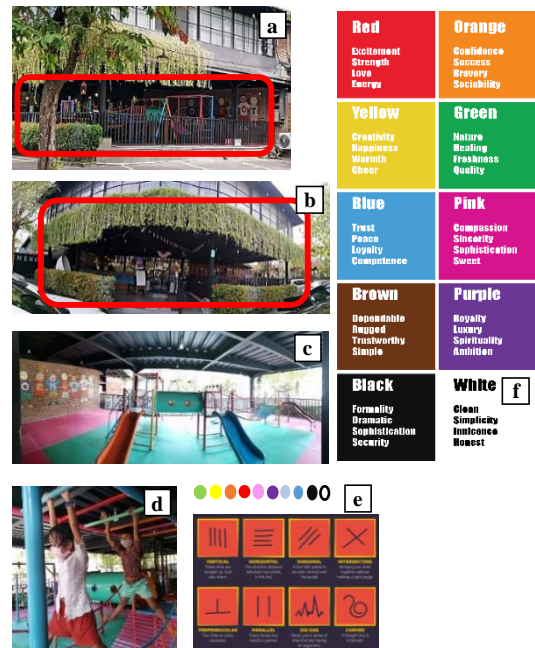 a
b
c
d
e
f
Red
Excitement
Strength
Love
Energy
Orange
Confidence
Success
Bravery
Sociability
Yellow
Creativity
Happiness
Warmth
Cheer
Green
Nature
Healing
Freshness
Quality
Blue
Trust
Peace
Loyalty
Competence
Pink
Compassion
Sincerity
Sophistication
Sweet
Brown
Dependable
Rugged
Trustworthy
Simple
Purple
Royalty
Luxury
Spirituality
Ambition
Black
Formality
Dramatic
Sophistication
Security
White
Clean
Simplicity
Innicence
Honest
VERTICAL
HORIZONTAL
DIAGONAL
INTERSECTING
PERPENDICULAR
PARALLEL
ZIG ZAG
CURVING